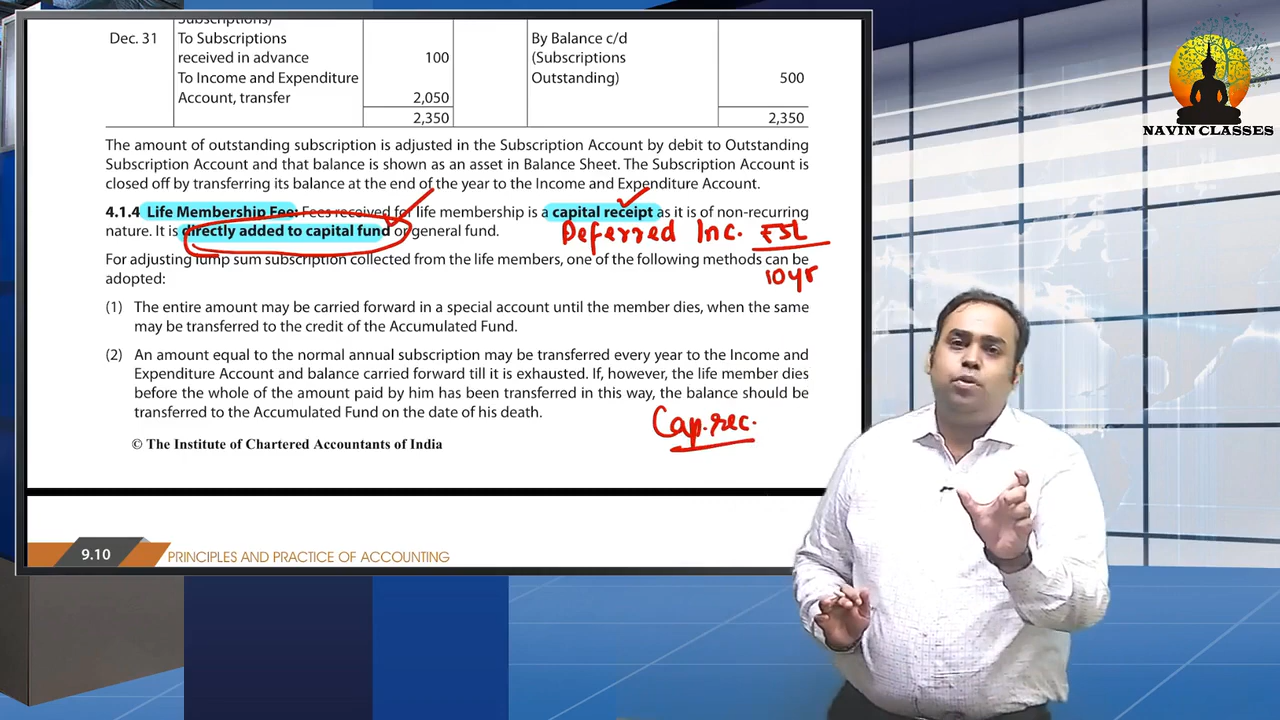 Subscriptions)
Dec. 31 To Subscriptions By Balance c/d
received in advance 100 (Subscriptions
To Income and Expenditure Outstanding) 500
Account, transfer 2,050
2,350 2,350
NAVIN CLASSES
The amount of outstanding subscription is adjusted in the Subscription Account by debit to Outstanding
Subscription Account and that balance is shown as an asset in Balance Sheet. The Subscription Account is
closed off by transferring its balance at the end of the year to the Income and Expenditure Account.
4.1.4 Life Membership Fee: Fees received for life membership is a capital receipt as it is of non-recurring
nature. It is directly added to capital fund or general fund.
Deferred Inc.
10 yr
For adjusting lump sum subscription collected from the life members, one of the following methods can be
adopted:
(1) The entire amount may be carried forward in a special account until the member dies, when the same
may be transferred to the credit of the Accumulated Fund.
(2) An amount equal to the normal annual subscription may be transferred every year to the Income and
Expenditure Account and balance carried forward till it is exhausted. If, however, the life member dies
before the whole of the amount paid by him has been transferred in this way, the balance should be
transferred to the Accumulated Fund on the date of his death.
Cap. rec.
© The Institute of Chartered Accountants of India
9.10 PRINCIPLES AND PRACTICE OF ACCOUNTING